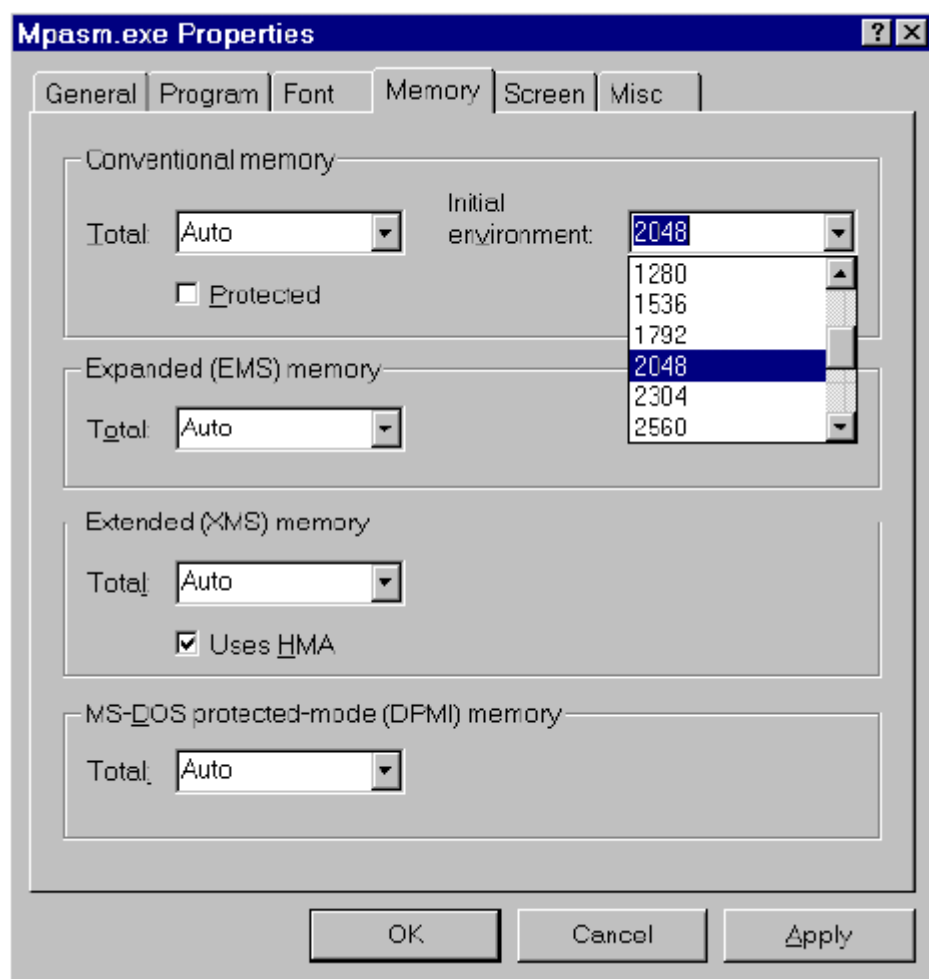 Mpasm.exe Properties
General Program Font Memory Screen Misc
Conventional memory
Total: Auto
Initial
environment: 2048
Protected
1280
1536
1792
2048
2304
2560
Expanded (EMS) memory
Total: Auto
Extended (XMS) memory
Total: Auto
Uses HMA
MS-DOS protected-mode (DPMI) memory
Total: Auto
OK Cancel Apply